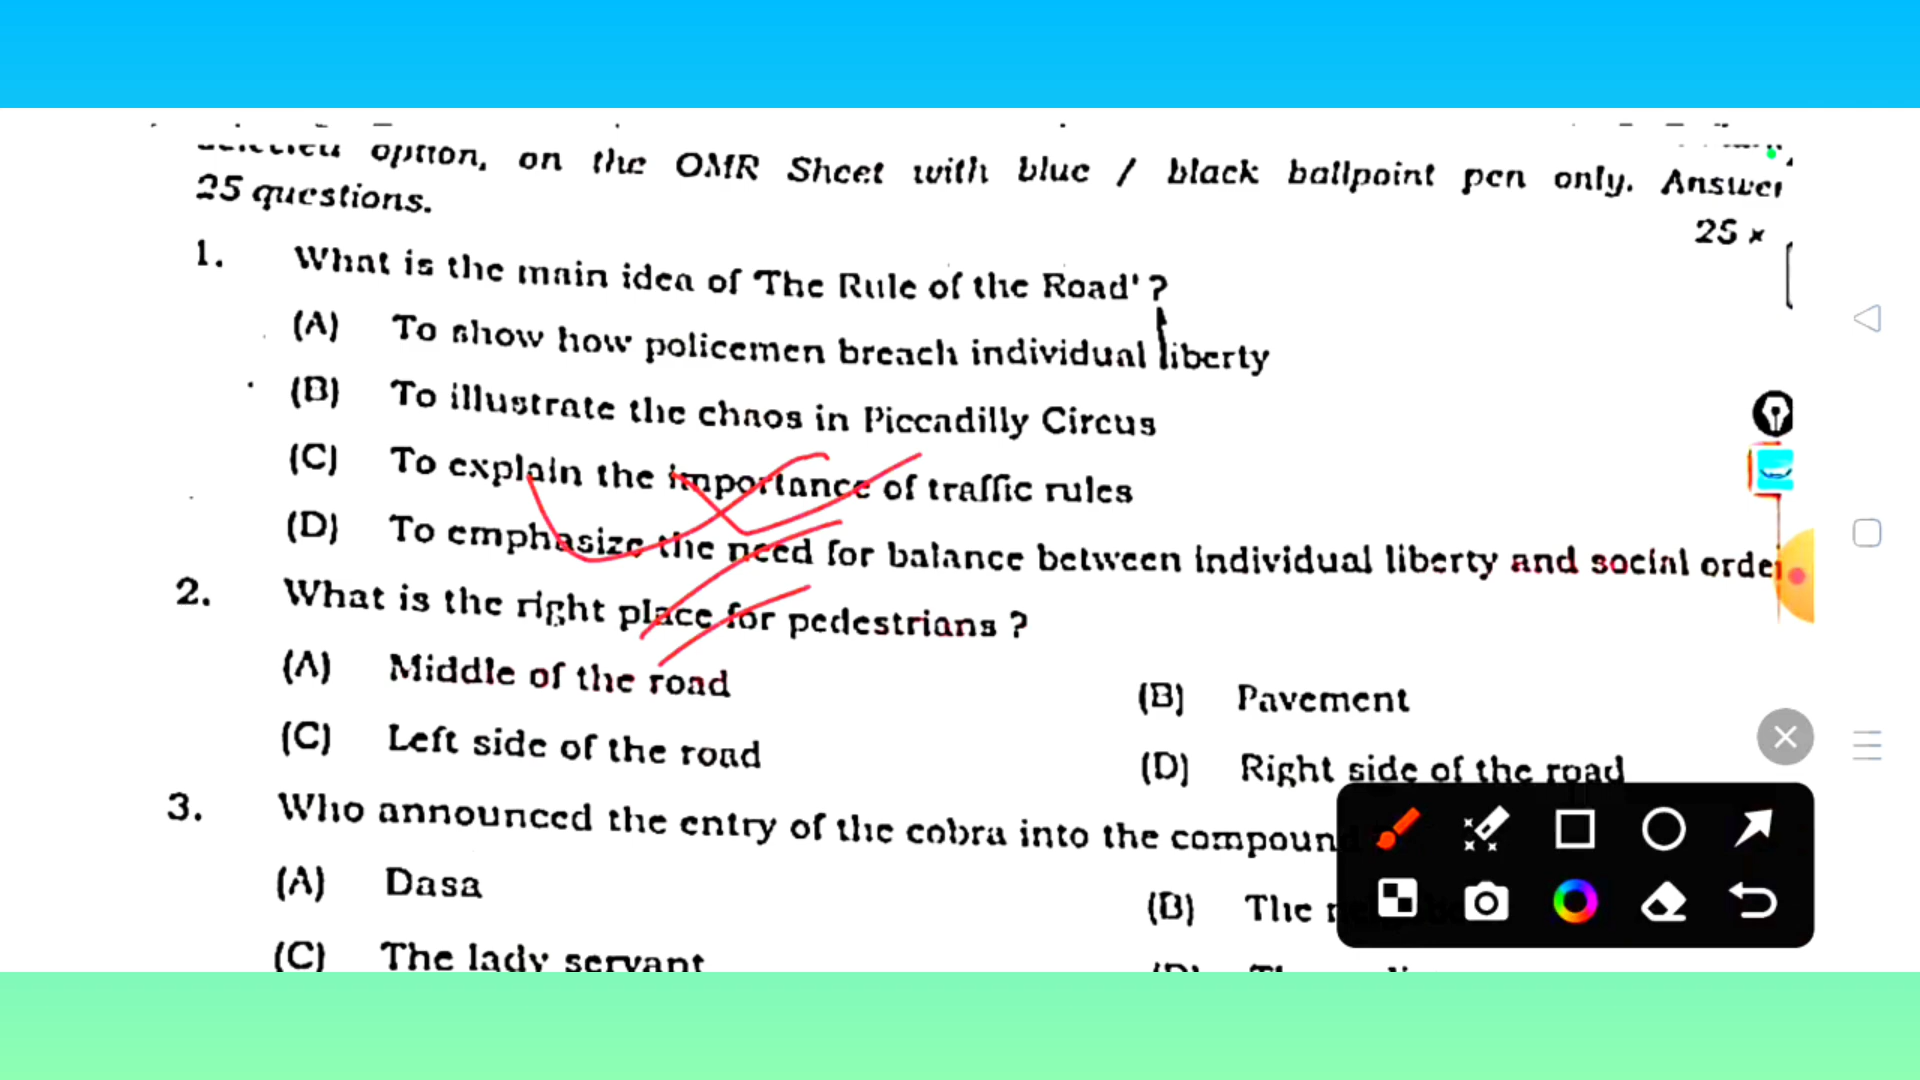 selected option, on the OMR Sheet with blue / black ballpoint pen only. Answer
25 questions.
25 ×
1. What is the main idea of 'The Rule of the Road' ?
(A) To show how policemen breach individual liberty
(B) To illustrate the chaos in Piccadilly Circus
(C) To explain the importance of traffic rules
(D) To emphasize the need for balance between individual liberty and social order
2. What is the right place for pedestrians ?
(A) Middle of the road
(B) Pavement
(C) Left side of the road
(D) Right side of the road
3. Who announced the entry of the cobra into the compound
(A) Dasa
(B) The
(C) The lady servant